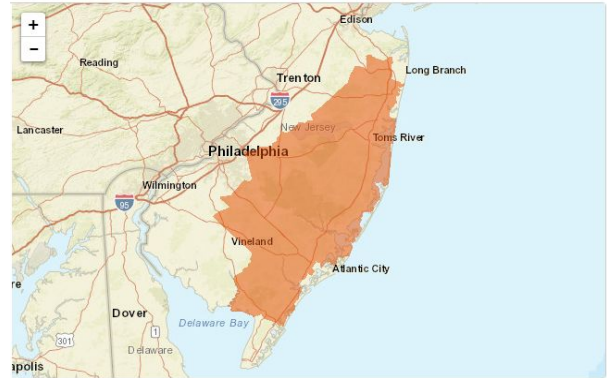 +
−
Edison
Reading
Long Branch
Trenton
295
New Jersey
Lancaster
Toms River
Philadelphia
Wilmington
95
Vineland
Atlantic City
re
Dover
Delaware Bay
1
301
Delaware
apolis